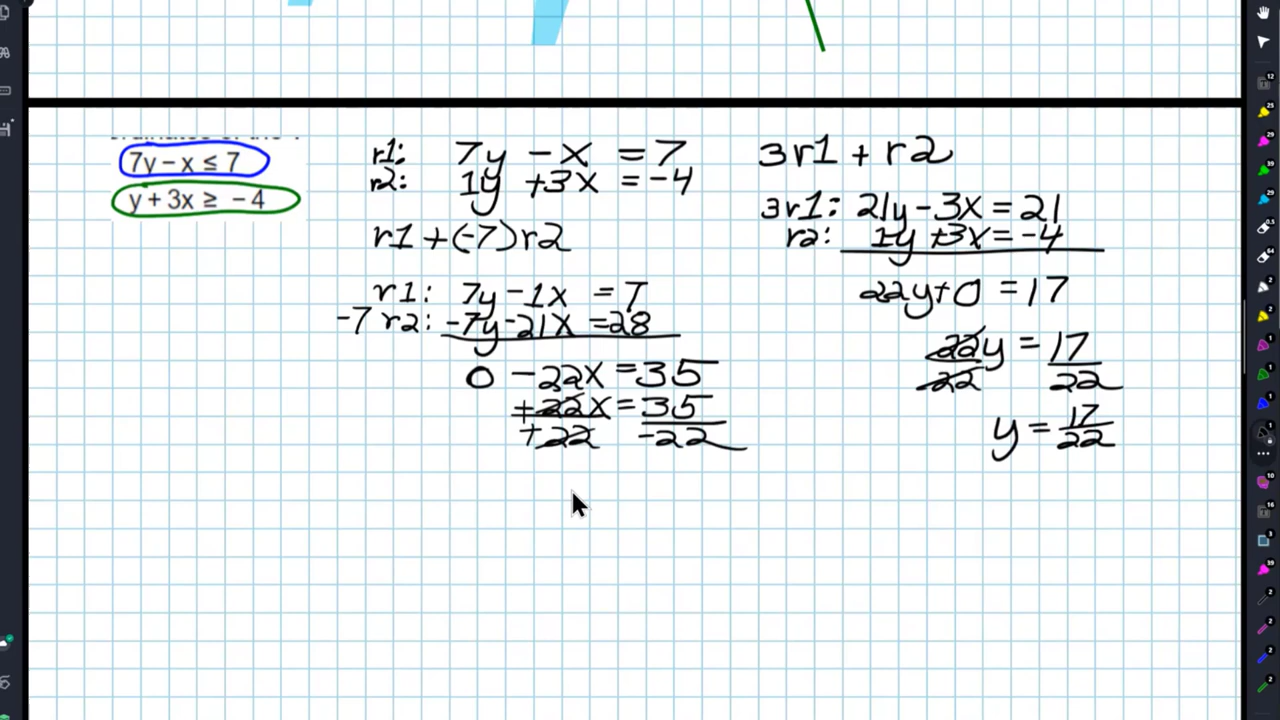 7y – x ≤ 7
y + 3x ≥ – 4
r1: 7y - x = 7
r2: 1y +3x = -4
r1 + (-7)r2
r1: 7y - 1x = 7
-7 r2: -7y - 21x = 28
0 - 22x = 35
+22x = 35
+22 -22
3r1 + r2
3r1: 21y - 3x = 21
r2: 1y +3x = -4
22y + 0 = 17
22y = 17
22 22
y = 17/22